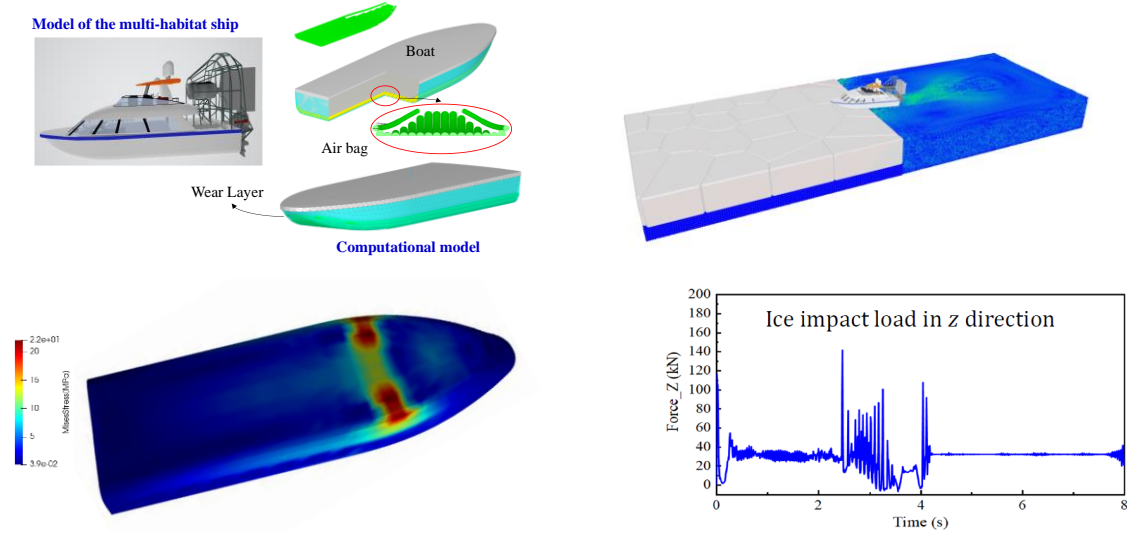 Model of the multi-habitat ship
Boat
Air bag
Wear Layer
Computational model
2.2e+01
20
15
10
5
3.9e-02
MisesStress(MPa)
Ice impact load in z direction
200
180
160
140
120
100
80
60
40
20
0
Force_Z (kN)
0 2 4 6 8
Time (s)